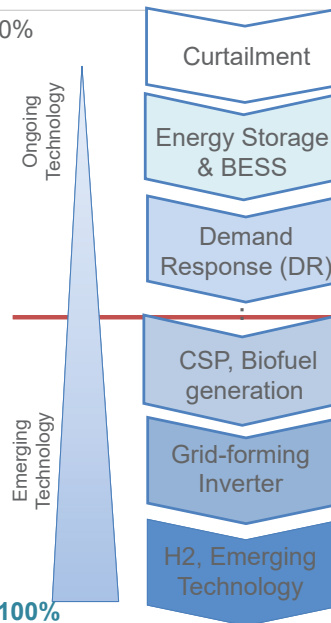 0%
Curtailment
Ongoing
Technology
Energy Storage
& BESS
Demand
Response (DR)
CSP, Biofuel
generation
Emerging
Technology
Grid-forming
Inverter
H2, Emerging
Technology
100%